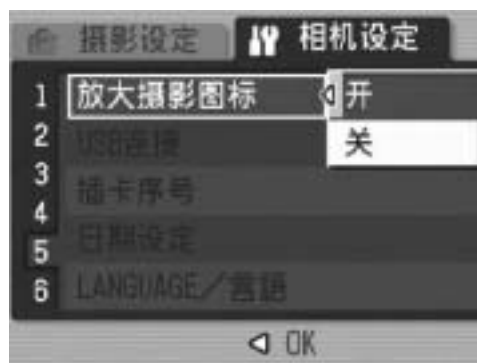 摄影设定 相机设定
1 放大摄影图标 开
2 USB连接 关
3 插卡序号
4
5 日期设定
6 LANGUAGE/言語
OK